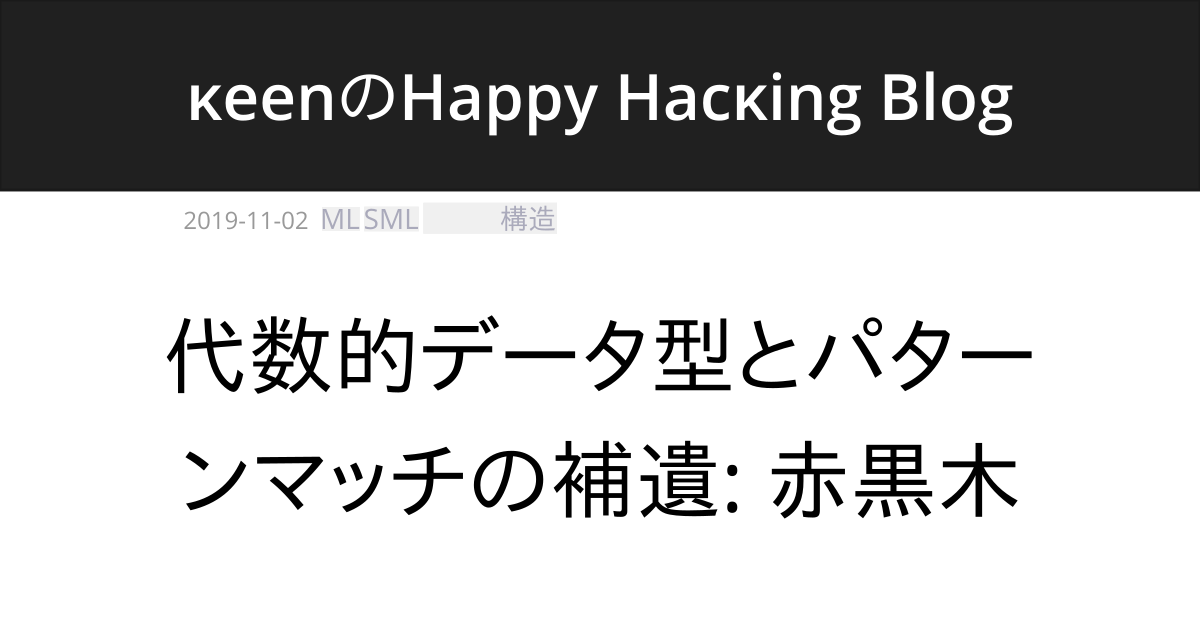 κeenのHappy Hacκing Blog
2019-11-02 ML SML 構造
代数的データ型とパター
ンマッチの補遺: 赤黒木